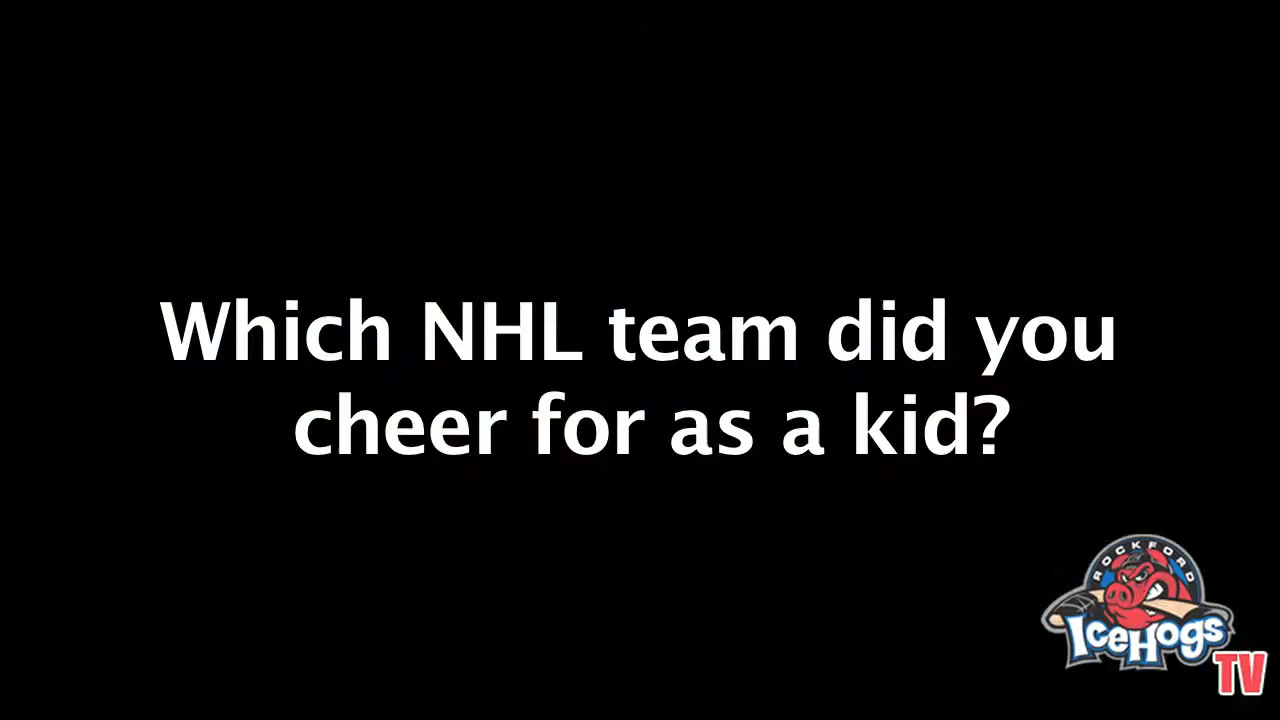 Which NHL team did you
cheer for as a kid?
ROCKFORD
IceHogs
TV